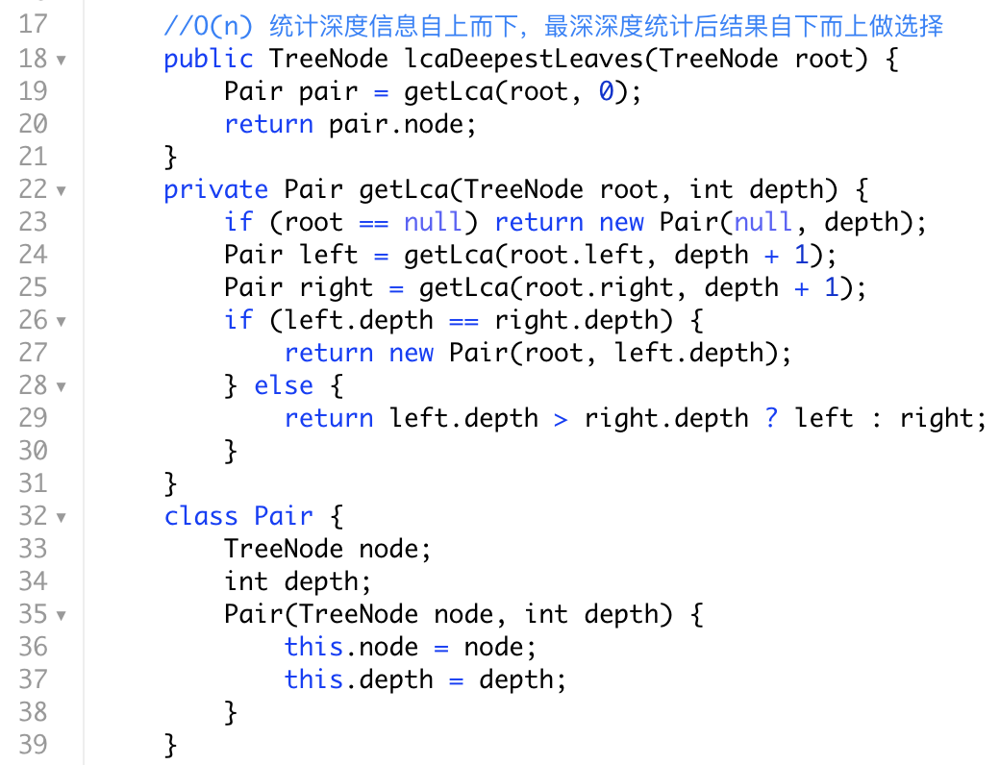 17 //O(n) 统计深度信息自上而下，最深深度统计后结果自下而上做选择
18 ▼ public TreeNode lcaDeepestLeaves(TreeNode root) {
19 Pair pair = getLca(root, 0);
20 return pair.node;
21 }
22 ▼ private Pair getLca(TreeNode root, int depth) {
23 if (root == null) return new Pair(null, depth);
24 Pair left = getLca(root.left, depth + 1);
25 Pair right = getLca(root.right, depth + 1);
26 ▼ if (left.depth == right.depth) {
27 return new Pair(root, left.depth);
28 ▼ } else {
29 return left.depth > right.depth ? left : right;
30 }
31 }
32 ▼ class Pair {
33 TreeNode node;
34 int depth;
35 ▼ Pair(TreeNode node, int depth) {
36 this.node = node;
37 this.depth = depth;
38 }
39 }